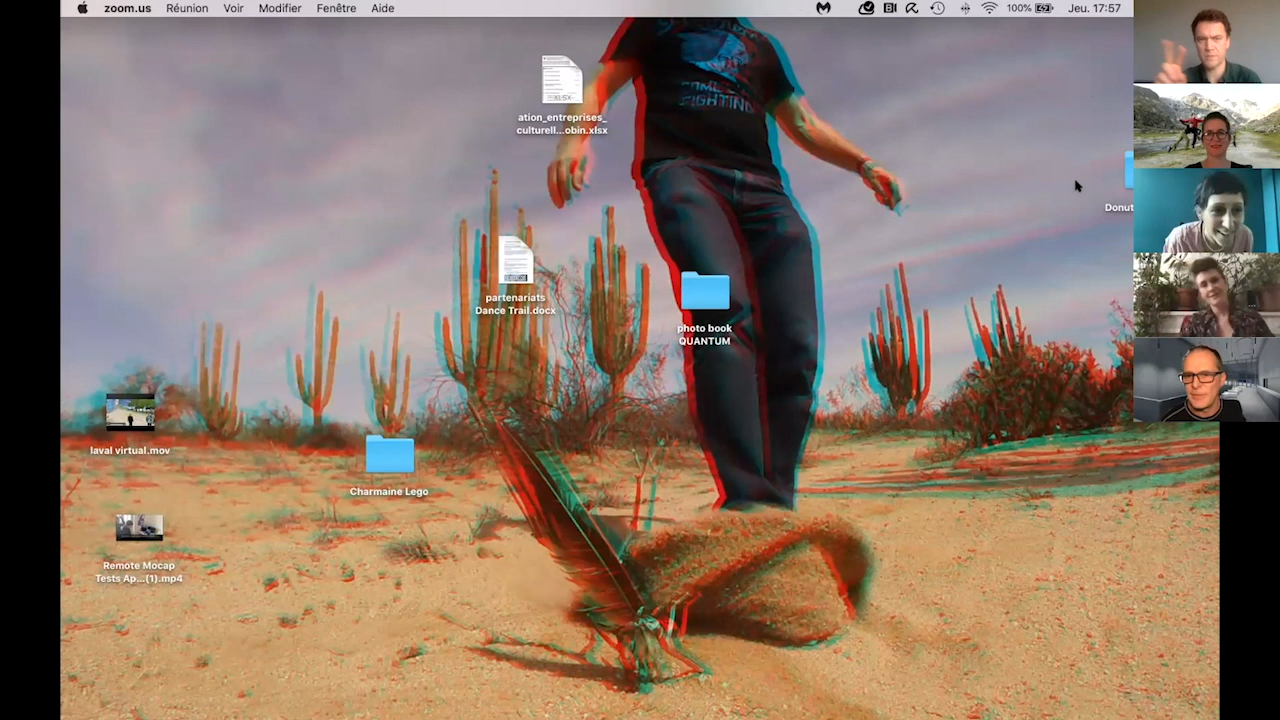 zoom.us Réunion Voir Modifier Fenêtre Aide 100% Jeu. 17:57
XLSX
ation_entreprises_
culturell...obin.xlsx
Donut
partenariats
Dance Trail.docx
photo book
QUANTUM
laval virtual.mov
Charmaine Lego
Remote Mocap
Tests Ap...(1).mp4